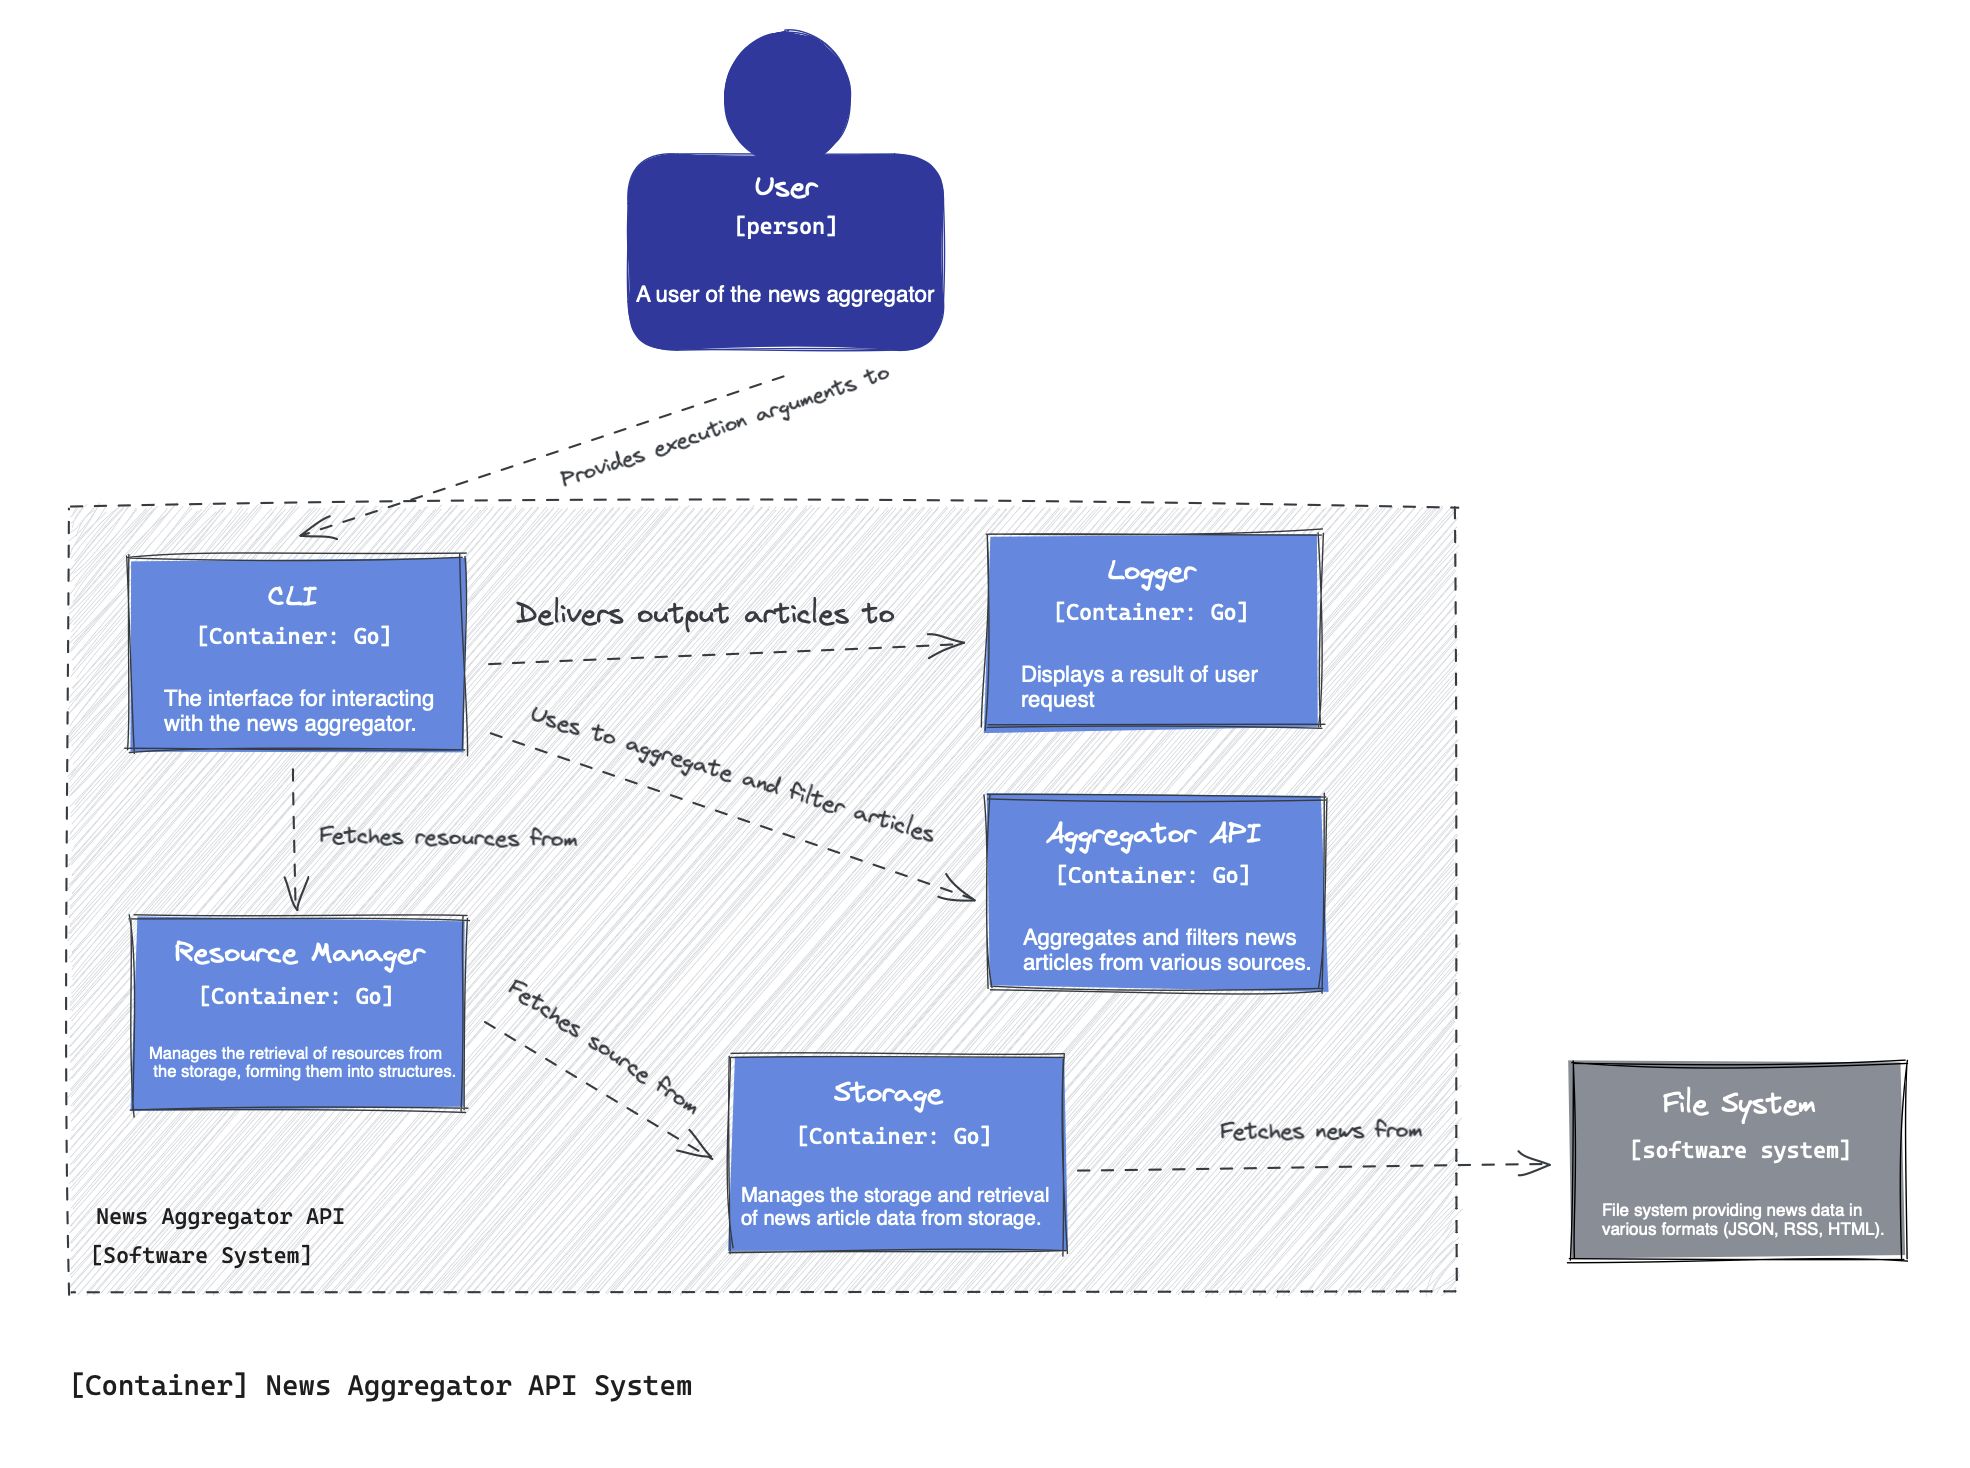 User
[person]
A user of the news aggregator
Provides execution arguments to
CLI
[Container: Go]
The interface for interacting
with the news aggregator.
Delivers output articles to
Logger
[Container: Go]
Displays a result of user
request
Uses to aggregate and filter articles
Aggregator API
[Container: Go]
Aggregates and filters news
articles from various sources.
Fetches resources from
Resource Manager
[Container: Go]
Manages the retrieval of resources from
the storage, forming them into structures.
Fetches source from
Storage
[Container: Go]
Manages the storage and retrieval
of news article data from storage.
Fetches news from
File System
[software system]
File system providing news data in
various formats (JSON, RSS, HTML).
News Aggregator API
[Software System]
[Container] News Aggregator API System